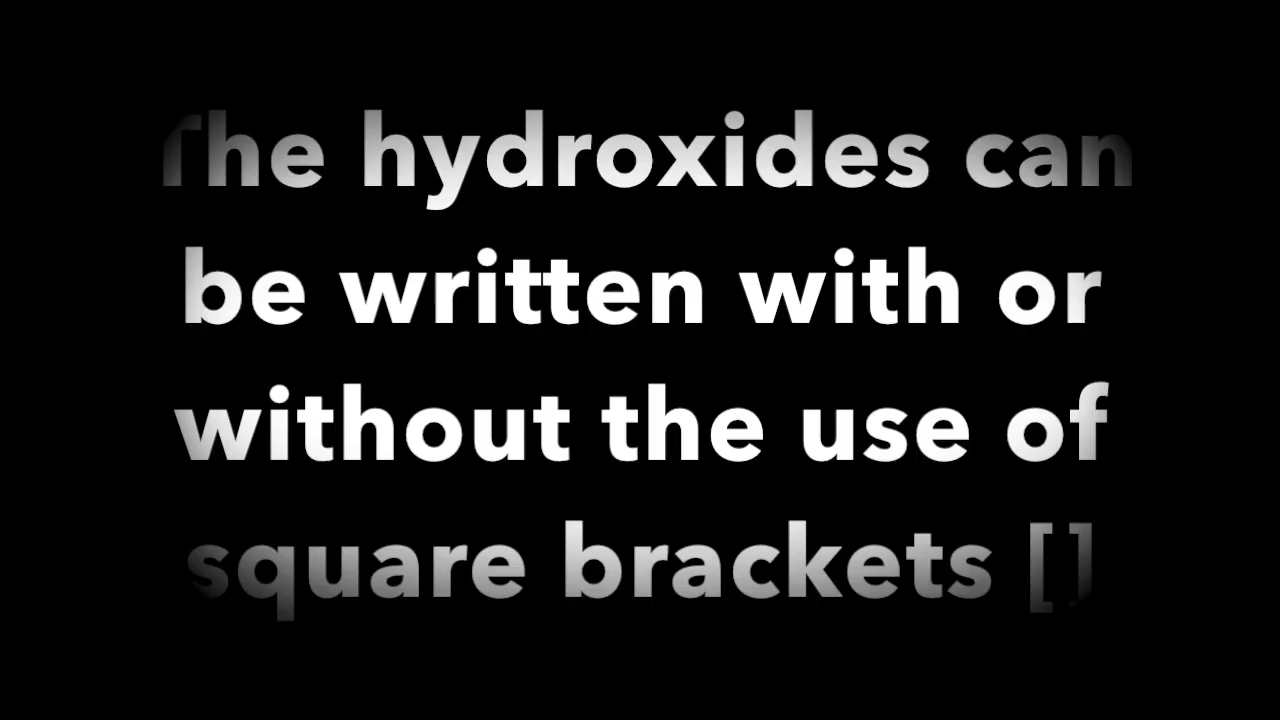 The hydroxides can
be written with or
without the use of
square brackets []